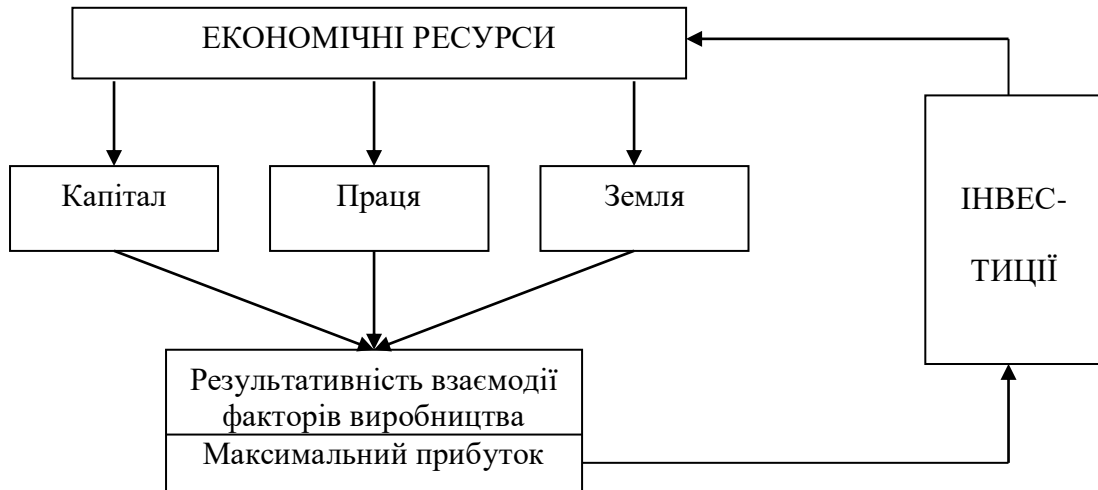 ЕКОНОМІЧНІ РЕСУРСИ
Капітал
Праця
Земля
ІНВЕС-
ТИЦІЇ
Результативність взаємодії
факторів виробництва
Максимальний прибуток